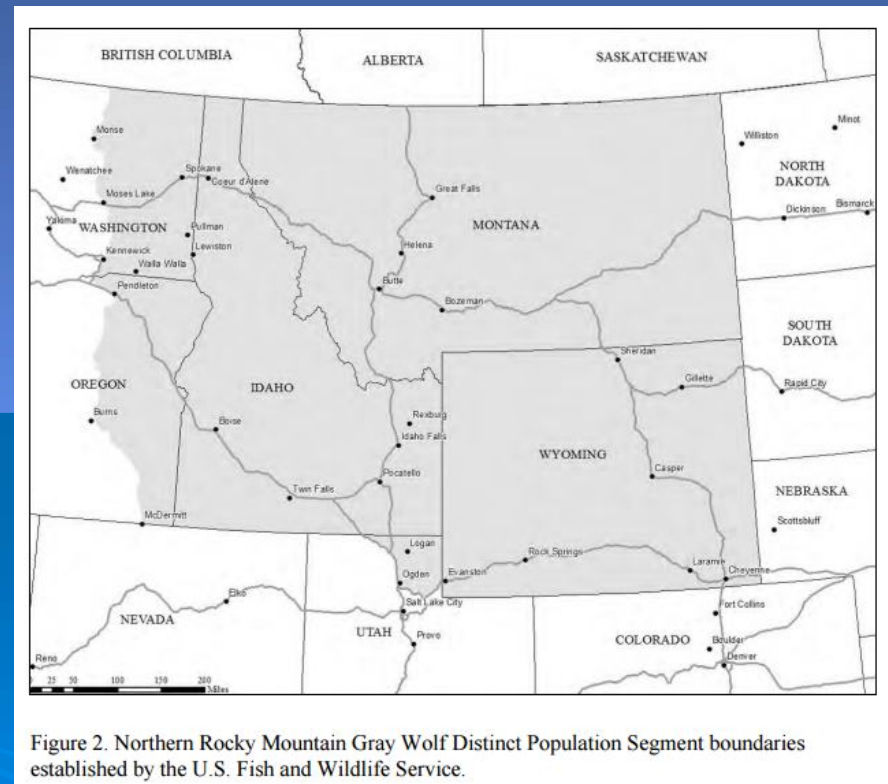 BRITISH COLUMBIA
ALBERTA
SASKATCHEWAN
Monse
Williston
Minot
Wenatchee
Spokane
Coeur d'Alene
NORTH
DAKOTA
Moses Lake
Great Falls
Dickinson
Bismarck
Yakima
WASHINGTON
Pullman
MONTANA
Kennewick
Lewiston
Helena
Walla Walla
Pendleton
Butte
Bozeman
SOUTH
DAKOTA
Sheridan
OREGON
IDAHO
Gillette
Rapid City
Burns
Boise
Rexburg
Idaho Falls
WYOMING
Pocatello
Casper
Twin Falls
NEBRASKA
McDermitt
Scottsbluff
Logan
Rock Springs
Ogden
Evanston
Laramie
Cheyenne
Elko
Salt Lake City
Fort Collins
NEVADA
UTAH
Provo
COLORADO
Boulder
Reno
Denver
0 25 50 100 150 200
Miles
Figure 2. Northern Rocky Mountain Gray Wolf Distinct Population Segment boundaries
established by the U.S. Fish and Wildlife Service.